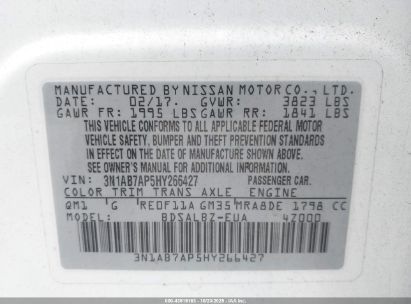 MANUFACTURED BY NISSAN MOTOR CO., LTD.
DATE: 02/17. GVWR: 3823 LBS
GAWR FR: 1995 LBS GAWR RR: 1841 LBS
THIS VEHICLE CONFORMS TO ALL APPLICABLE FEDERAL MOTOR
VEHICLE SAFETY, BUMPER AND THEFT PREVENTION STANDARDS
IN EFFECT ON THE DATE OF MANUFACTURE SHOWN ABOVE.
SEE OWNER'S MANUAL FOR ADDITIONAL INFORMATION.
VIN: 3N1AB7AP5HY266427 PASSENGER CAR.
COLOR TRIM TRANS AXLE ENGINE
QM1 G RE0F11A GM35 MRA8DE 1798 CC
MODEL: BDSALBZ-EUA 47000
3N1AB7AP5HY266427